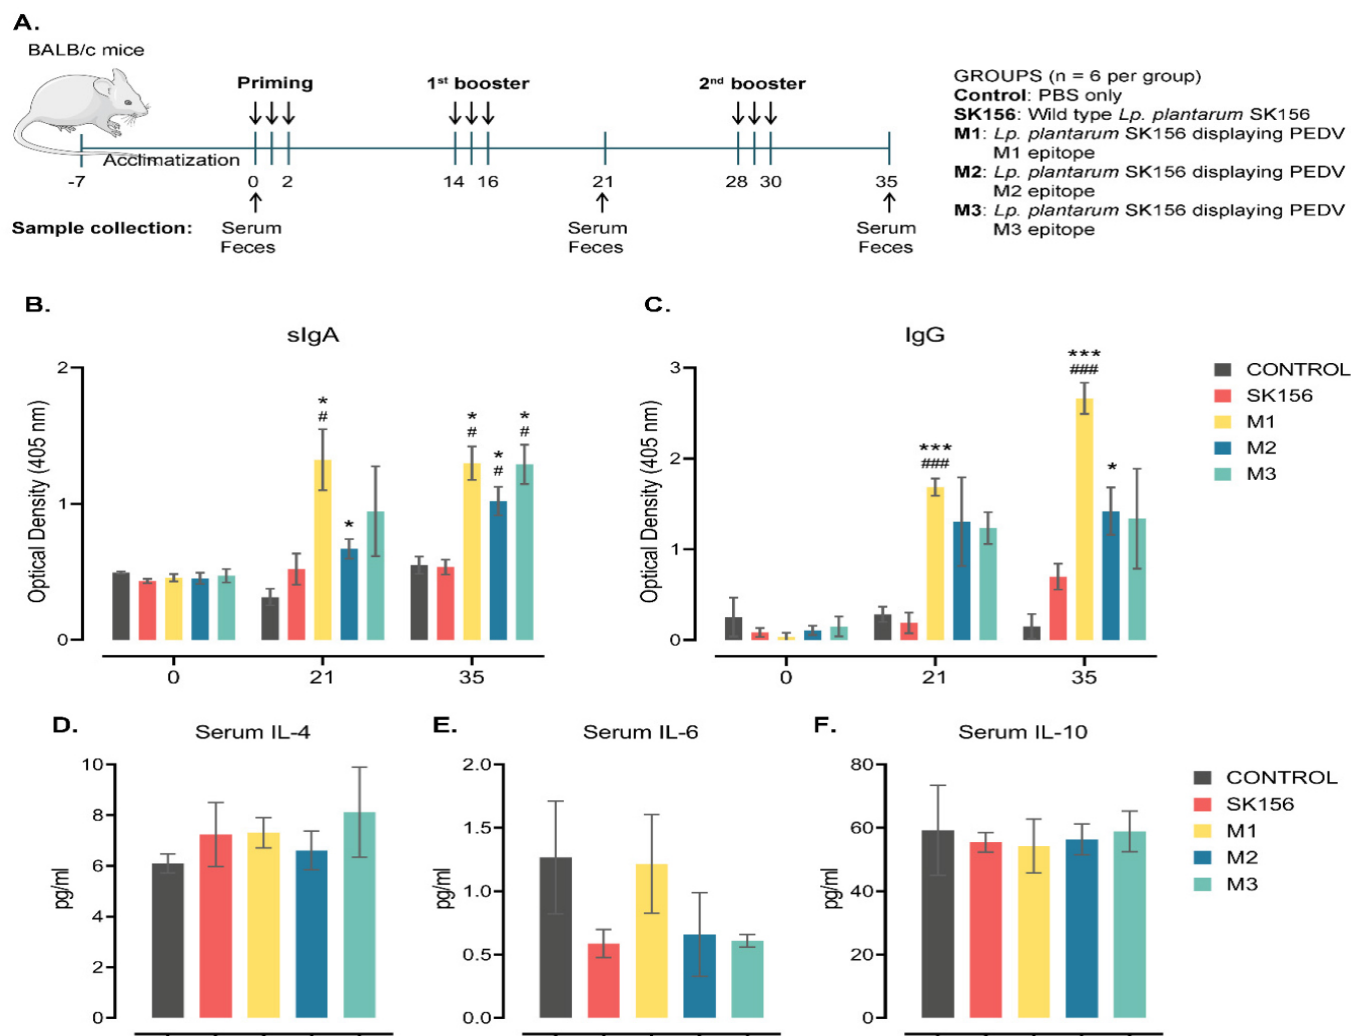 A.
BALB/c mice
Priming
1st booster
2nd booster
Acclimatization
-7
0
2
14
16
21
28
30
35
Sample collection:
Serum
Feces
Serum
Feces
Serum
Feces
GROUPS (n = 6 per group)
Control: PBS only
SK156: Wild type Lp. plantarum SK156
M1: Lp. plantarum SK156 displaying PEDV
M1 epitope
M2: Lp. plantarum SK156 displaying PEDV
M2 epitope
M3: Lp. plantarum SK156 displaying PEDV
M3 epitope
B.
sIgA
Optical Density (405 nm)
2
1
0
*
#
*
*
#
*
#
*
#
0
21
35
C.
IgG
Optical Density (405 nm)
3
2
1
0
***
###
***
###
*
0
21
35
CONTROL
SK156
M1
M2
M3
D.
Serum IL-4
pg/ml
10
8
6
4
2
0
E.
Serum IL-6
pg/ml
2.0
1.5
1.0
0.5
0.0
F.
Serum IL-10
pg/ml
80
60
40
20
0
CONTROL
SK156
M1
M2
M3